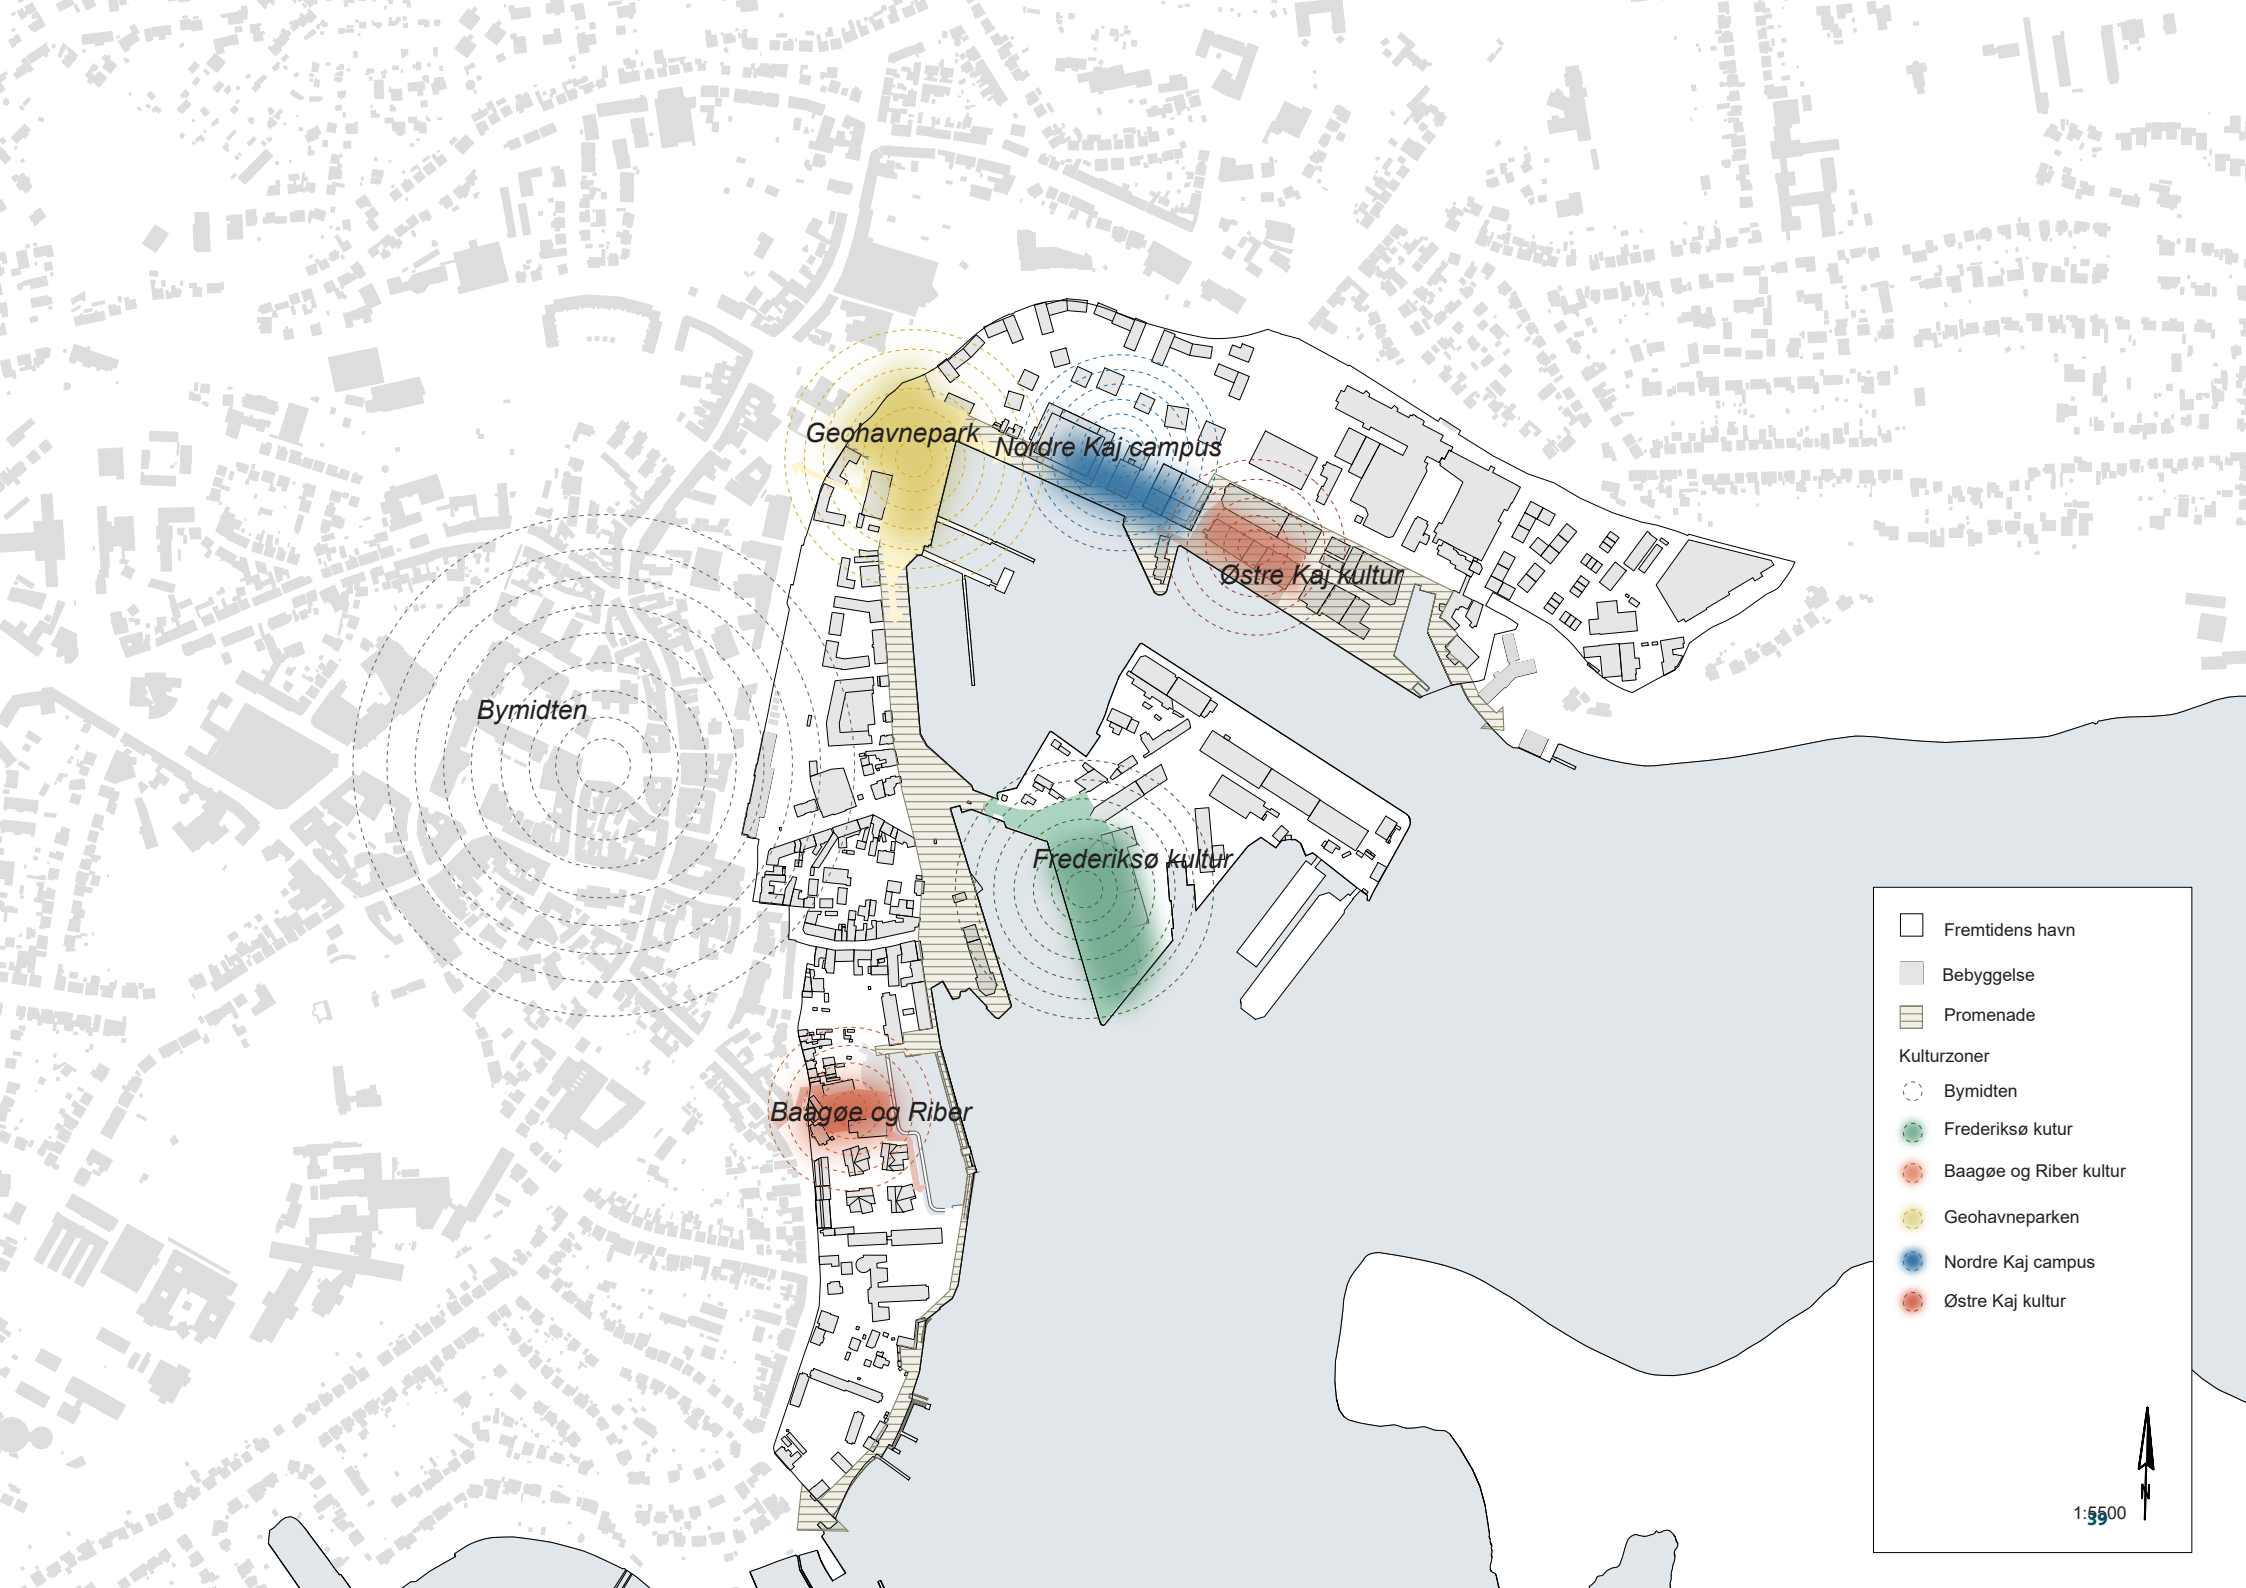 Geohavnepark
Nordre Kaj campus
Østre Kaj kultur
Bymidten
Frederiksø kultur
Baagøe og Riber
Fremtidens havn
Bebyggelse
Promenade
Kulturzoner
Bymidten
Frederiksø kutur
Baagøe og Riber kultur
Geohavneparken
Nordre Kaj campus
Østre Kaj kultur
N
1:5500
39